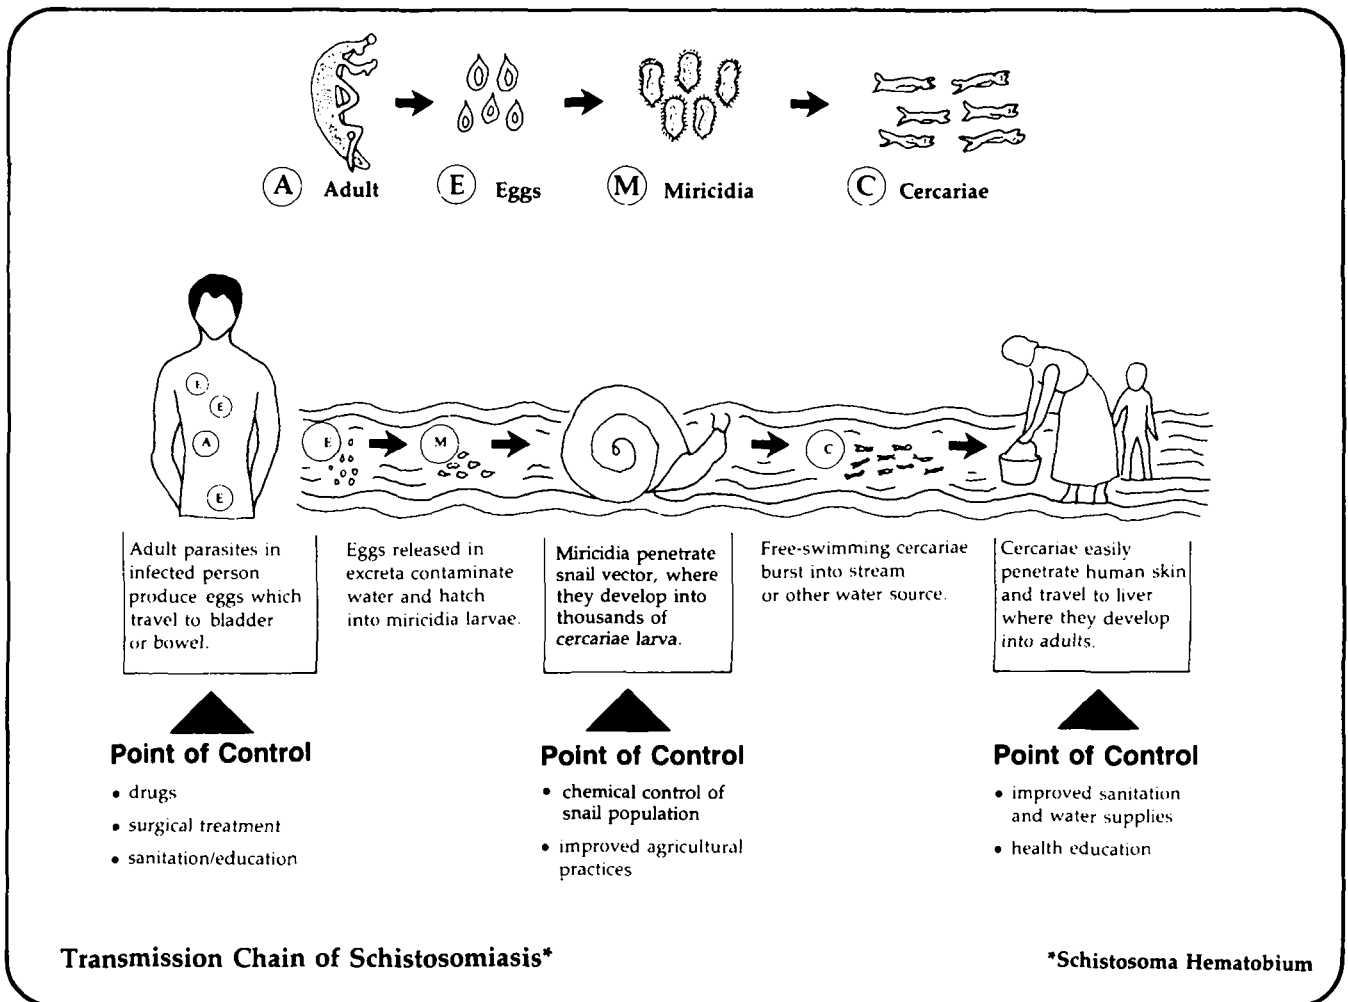 A Adult
E Eggs
M Miricidia
C Cercariae
E
E
A
E
E
M
C
Adult parasites in
infected person
produce eggs which
travel to bladder
or bowel.
Eggs released in
excreta contaminate
water and hatch
into miricidia larvae.
Miricidia penetrate
snail vector, where
they develop into
thousands of
cercariae larva.
Free-swimming cercariae
burst into stream
or other water source.
Cercariae easily
penetrate human skin
and travel to liver
where they develop
into adults.
Point of Control
• drugs
• surgical treatment
• sanitation/education
Point of Control
• chemical control of
snail population
• improved agricultural
practices
Point of Control
• improved sanitation
and water supplies
• health education
Transmission Chain of Schistosomiasis*
*Schistosoma Hematobium